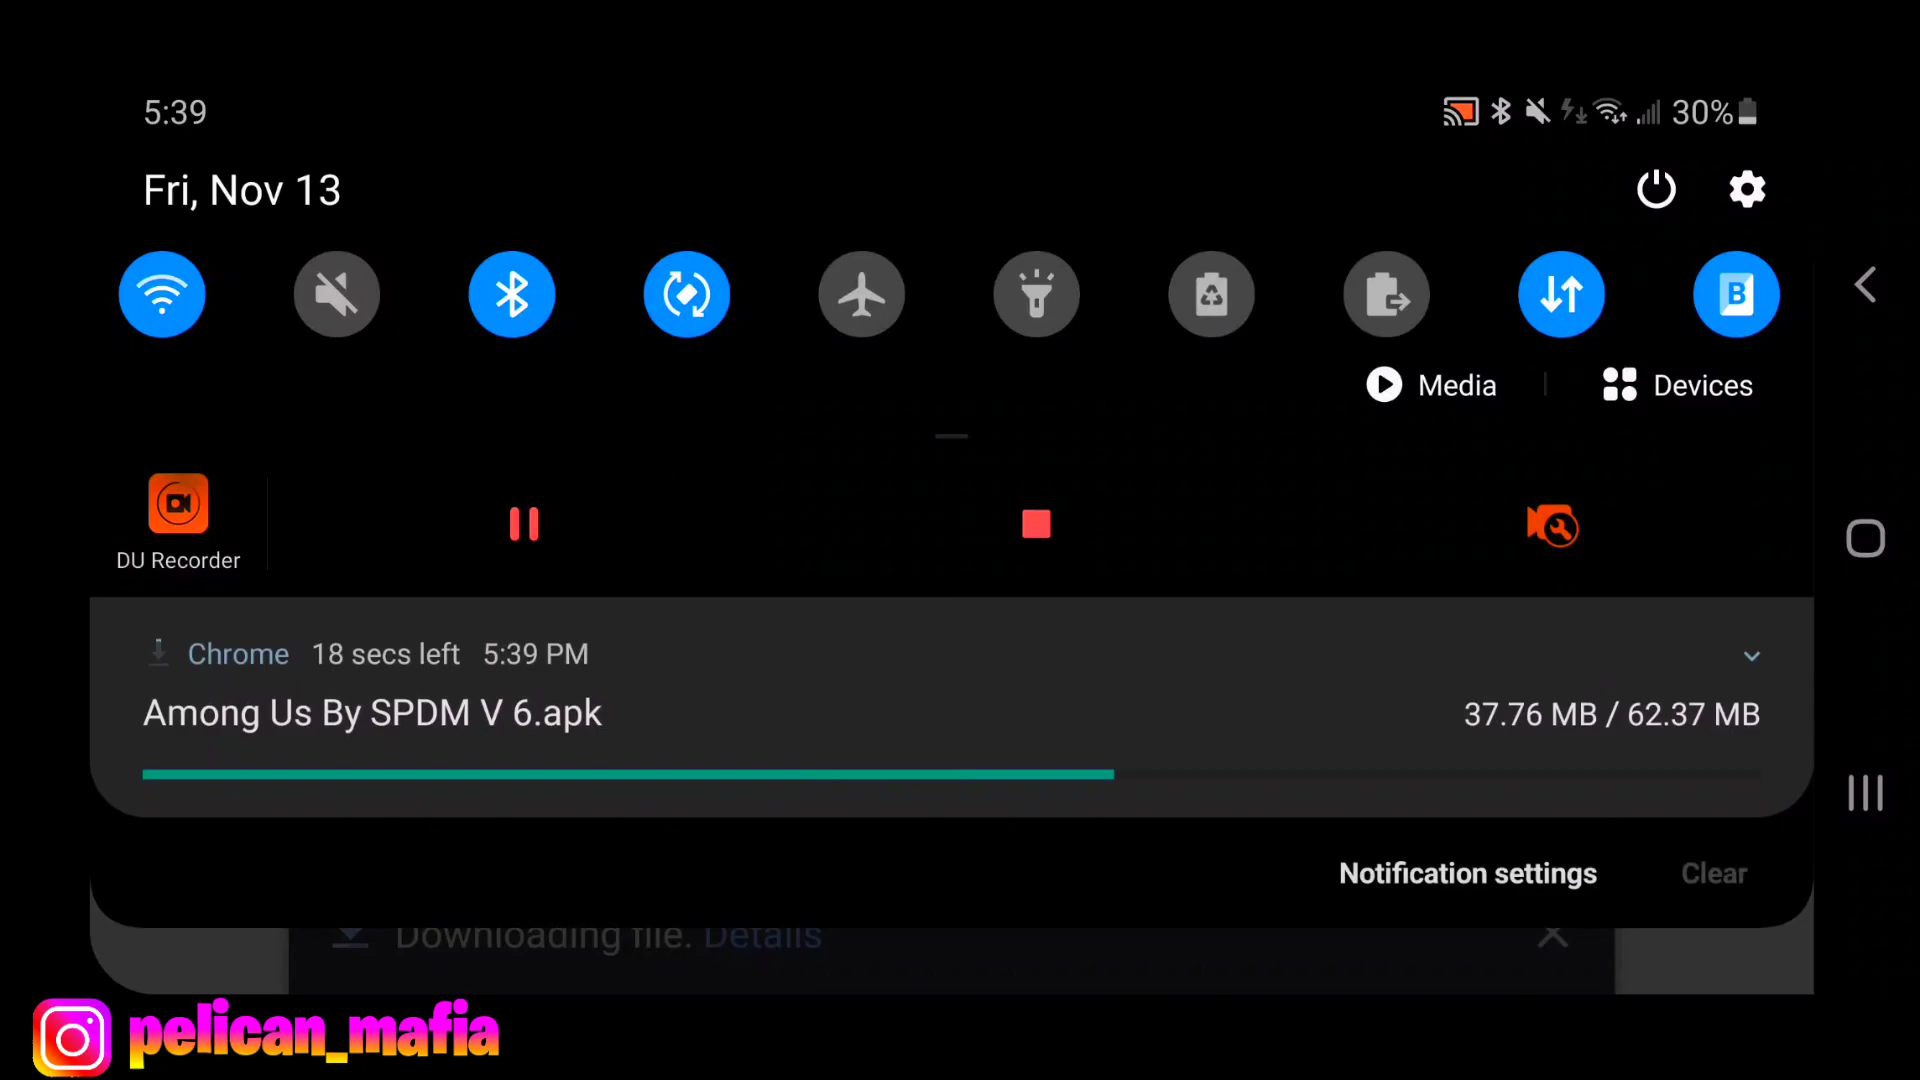 5:39
30%
Fri, Nov 13
B
Media
Devices
DU Recorder
Chrome 18 secs left 5:39 PM
Among Us By SPDM V 6.apk
37.76 MB / 62.37 MB
Notification settings
Clear
Downloading file. Details
pelican_mafia